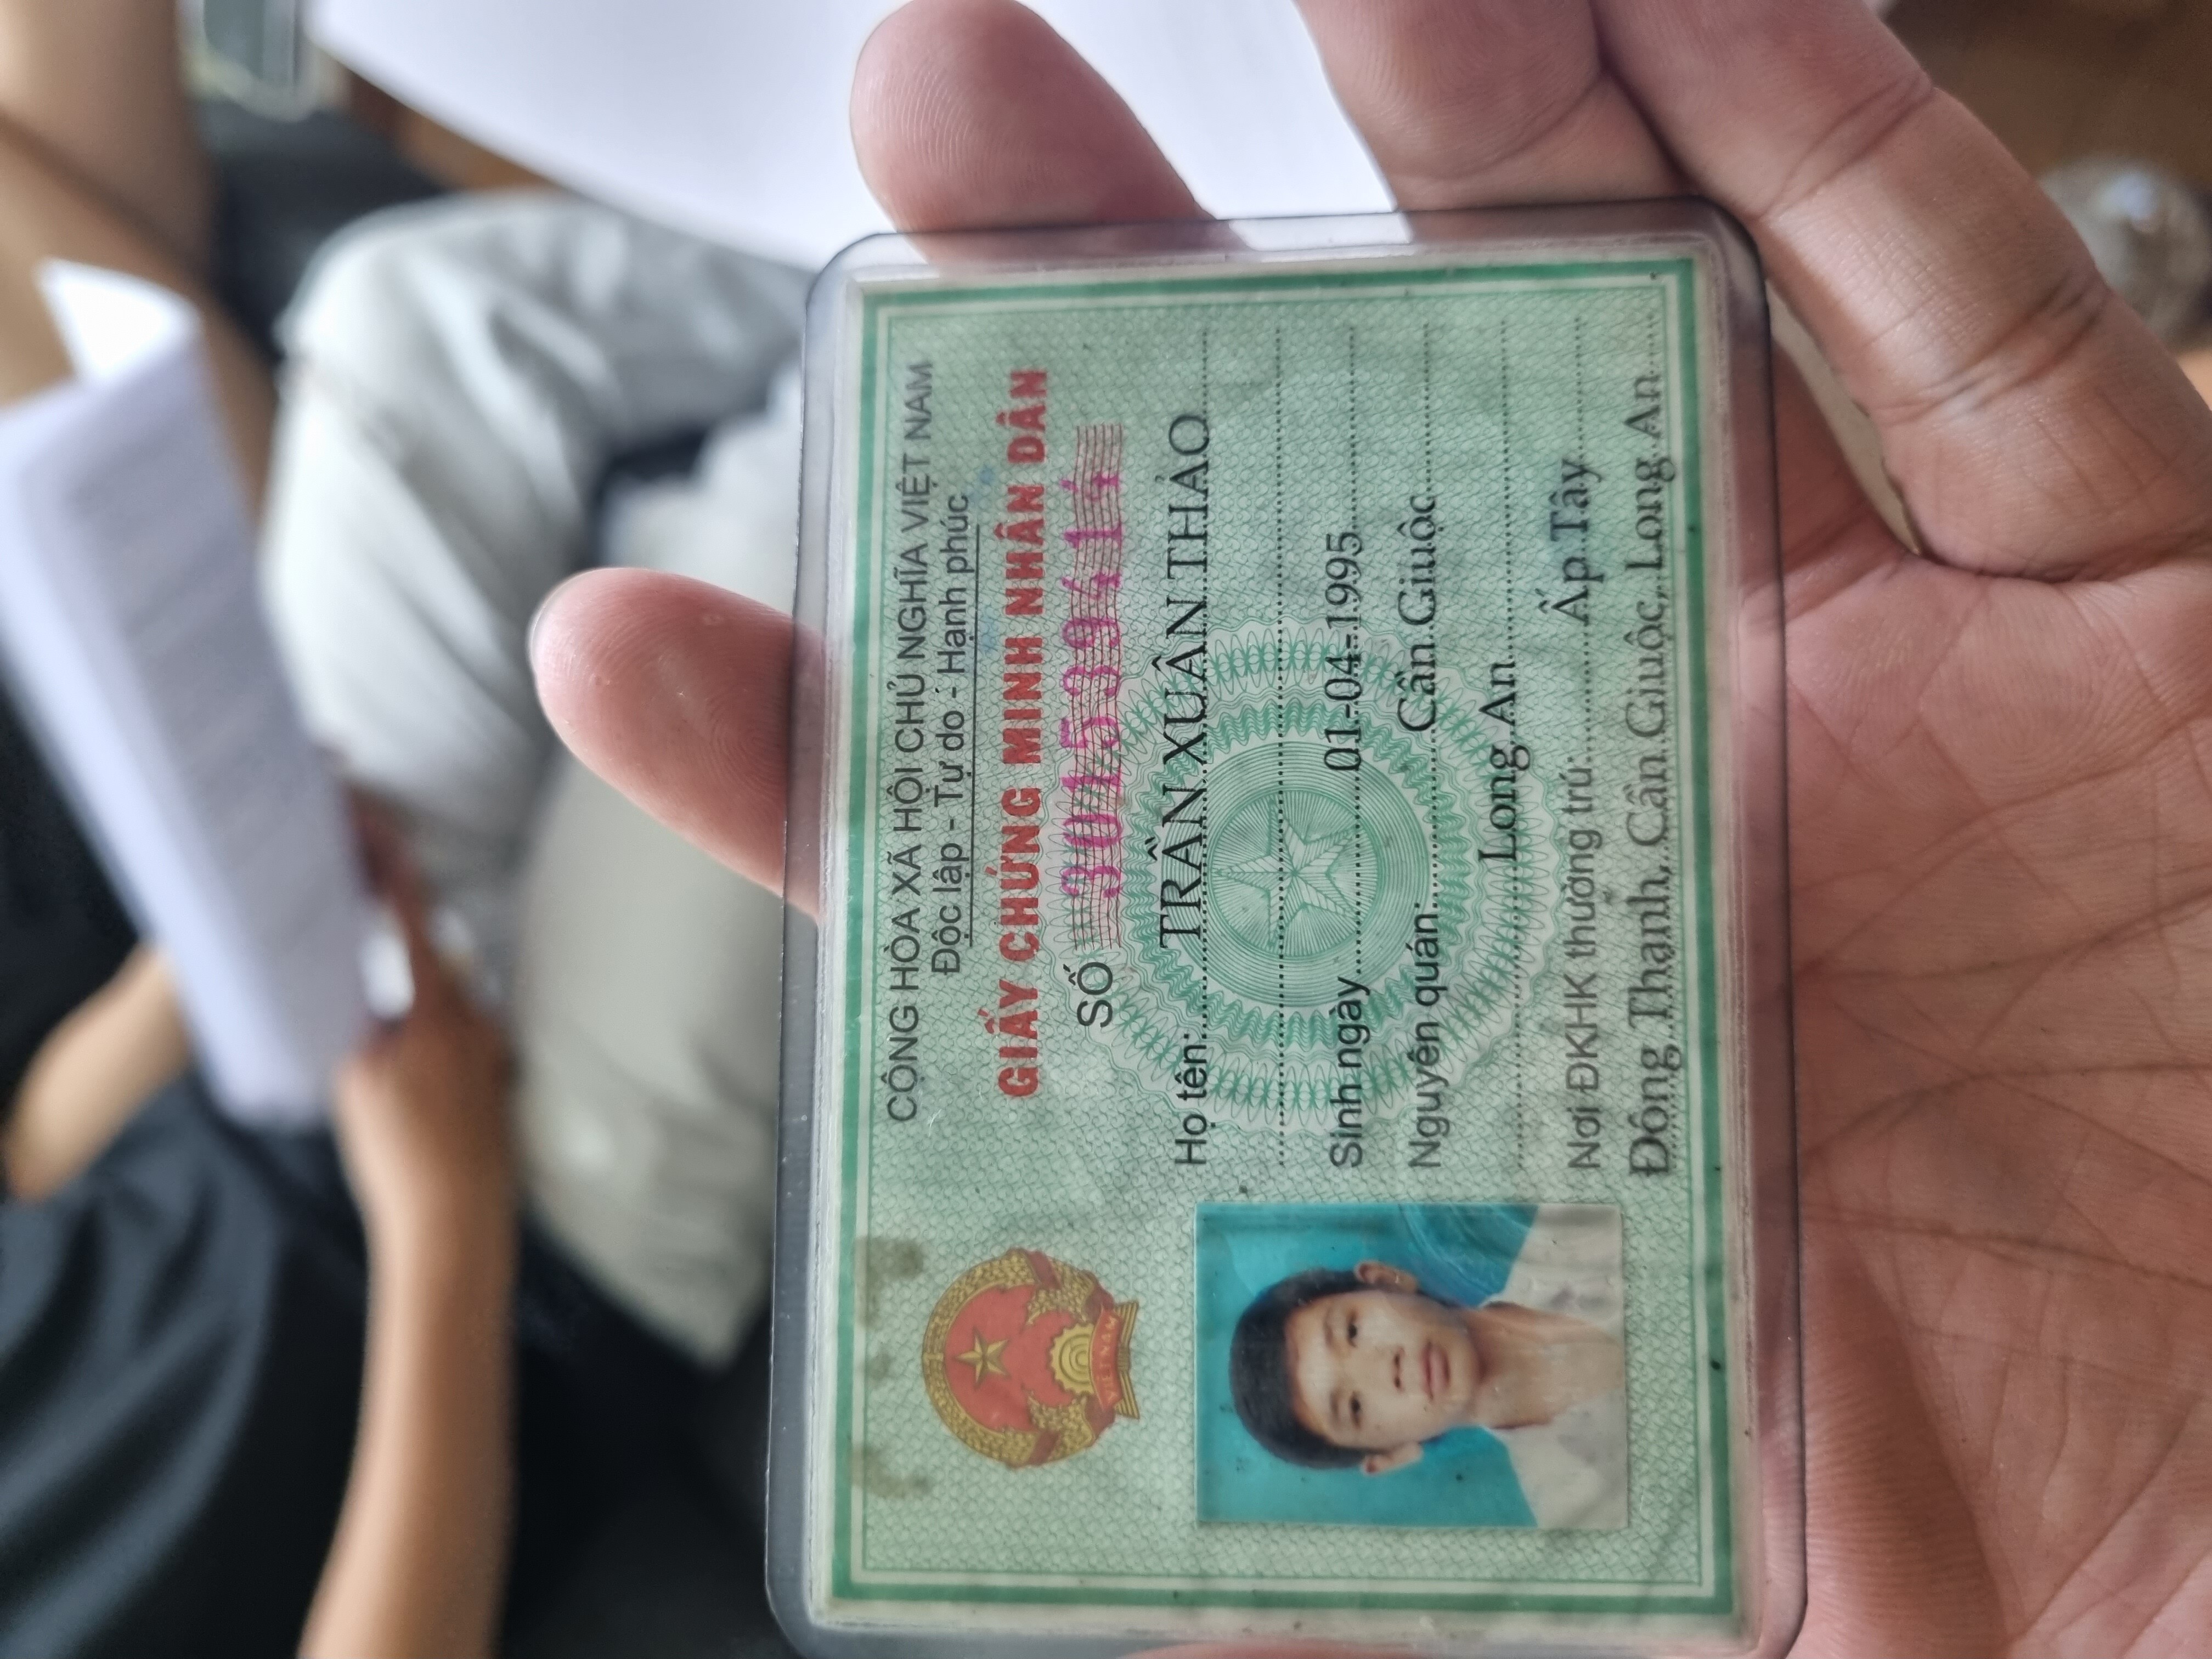 CỘNG HÒA XÃ HỘI CHỦ NGHĨA VIỆT NAM
Độc lập - Tự do - Hạnh phúc
GIẤY CHỨNG MINH NHÂN DÂN
SỐ 301539414
Họ tên: TRẦN XUÂN THẢO
Sinh ngày 01-04-1995
Nguyên quán: Cần Giuộc
Long An
Nơi ĐKHK thường trú: Ấp Tây
Đông Thạnh, Cần Giuộc, Long An
VIỆT NAM